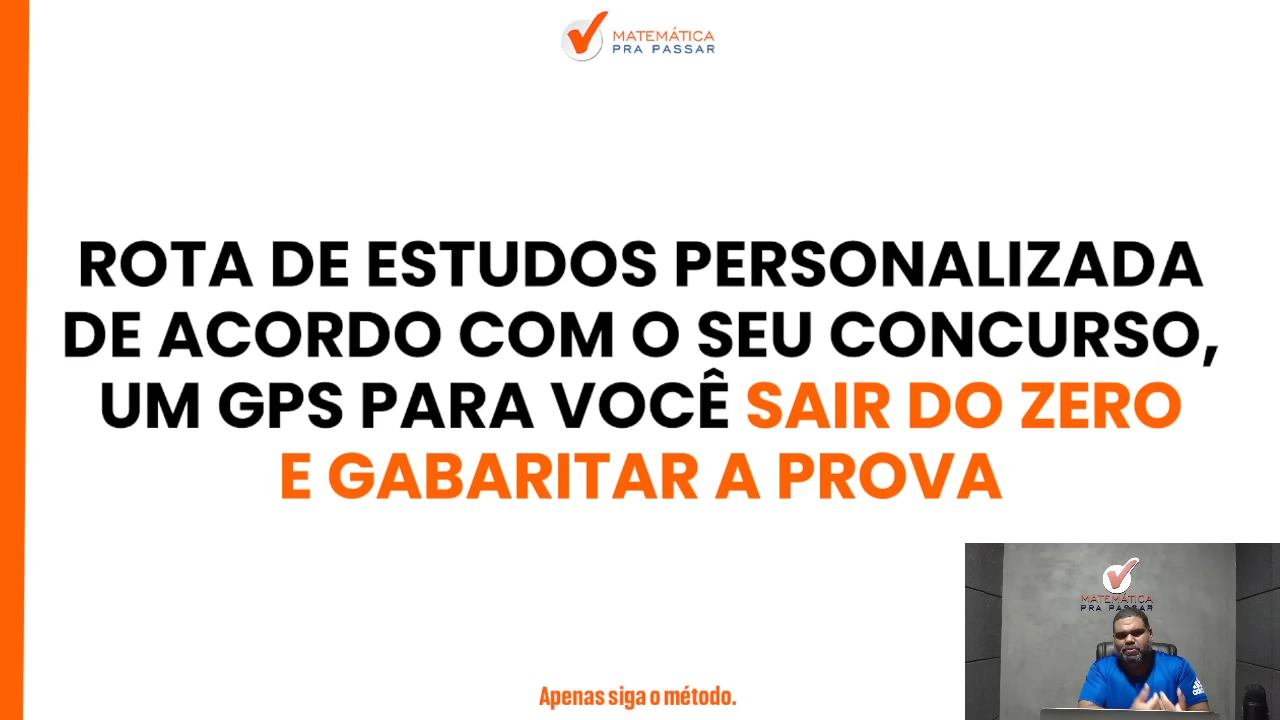 MATEMÁTICA
PRA PASSAR
ROTA DE ESTUDOS PERSONALIZADA
DE ACORDO COM O SEU CONCURSO,
UM GPS PARA VOCÊ SAIR DO ZERO
E GABARITAR A PROVA
MATEMÁTICA
PRA PASSAR
adidas
Apenas siga o método.